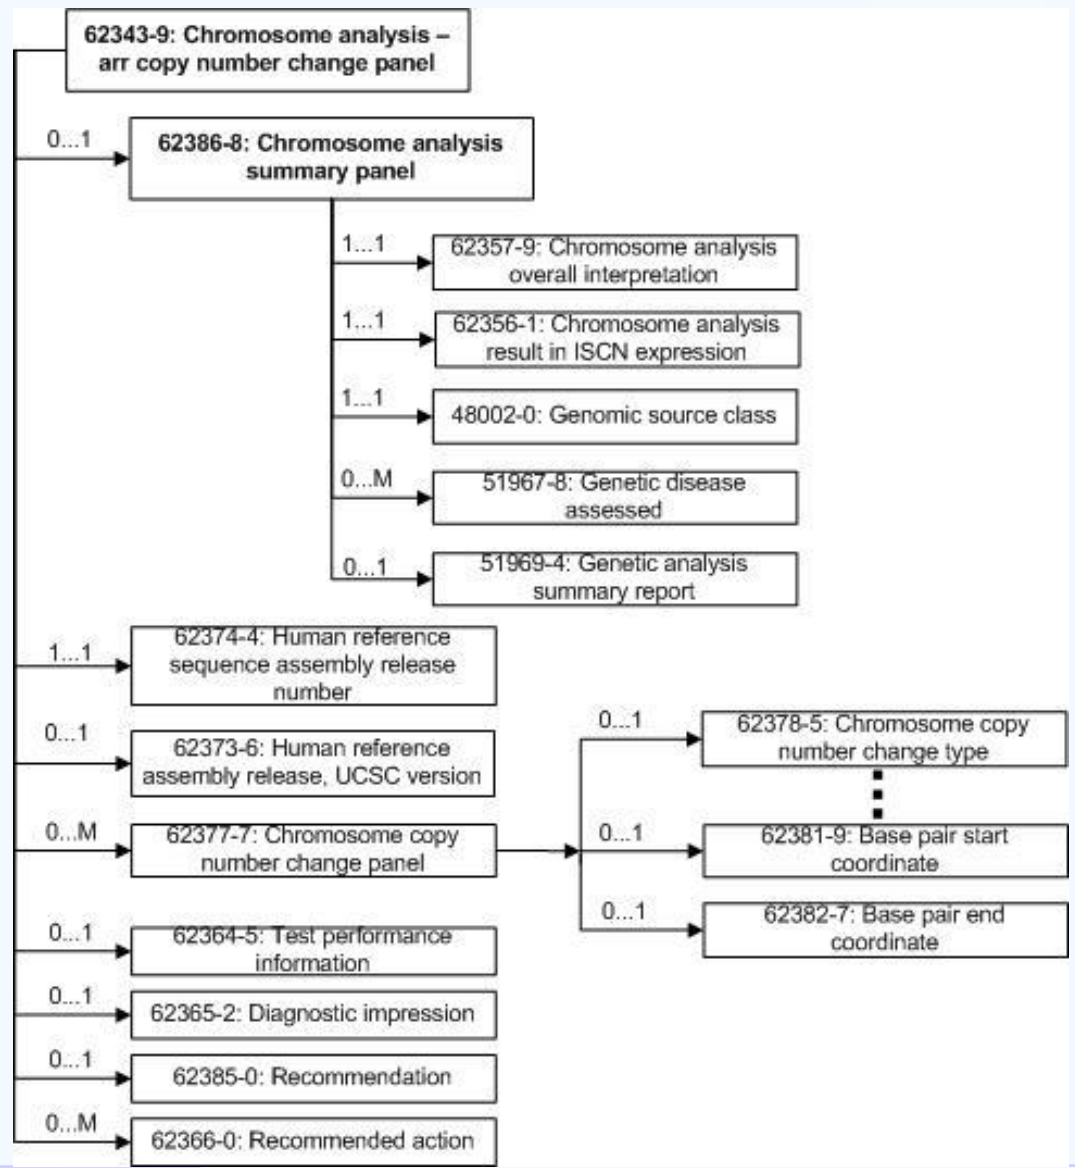 62343-9: Chromosome analysis –
arr copy number change panel
0...1
62386-8: Chromosome analysis
summary panel
1...1
62357-9: Chromosome analysis
overall interpretation
1...1
62356-1: Chromosome analysis
result in ISCN expression
1...1
48002-0: Genomic source class
0...M
51967-8: Genetic disease
assessed
0...1
51969-4: Genetic analysis
summary report
1...1
62374-4: Human reference
sequence assembly release
number
0...1
62373-6: Human reference
assembly release, UCSC version
0...M
62377-7: Chromosome copy
number change panel
0...1
62378-5: Chromosome copy
number change type
0...1
62381-9: Base pair start
coordinate
0...1
62382-7: Base pair end
coordinate
0...1
62364-5: Test performance
information
0...1
62365-2: Diagnostic impression
0...1
62385-0: Recommendation
0...M
62366-0: Recommended action